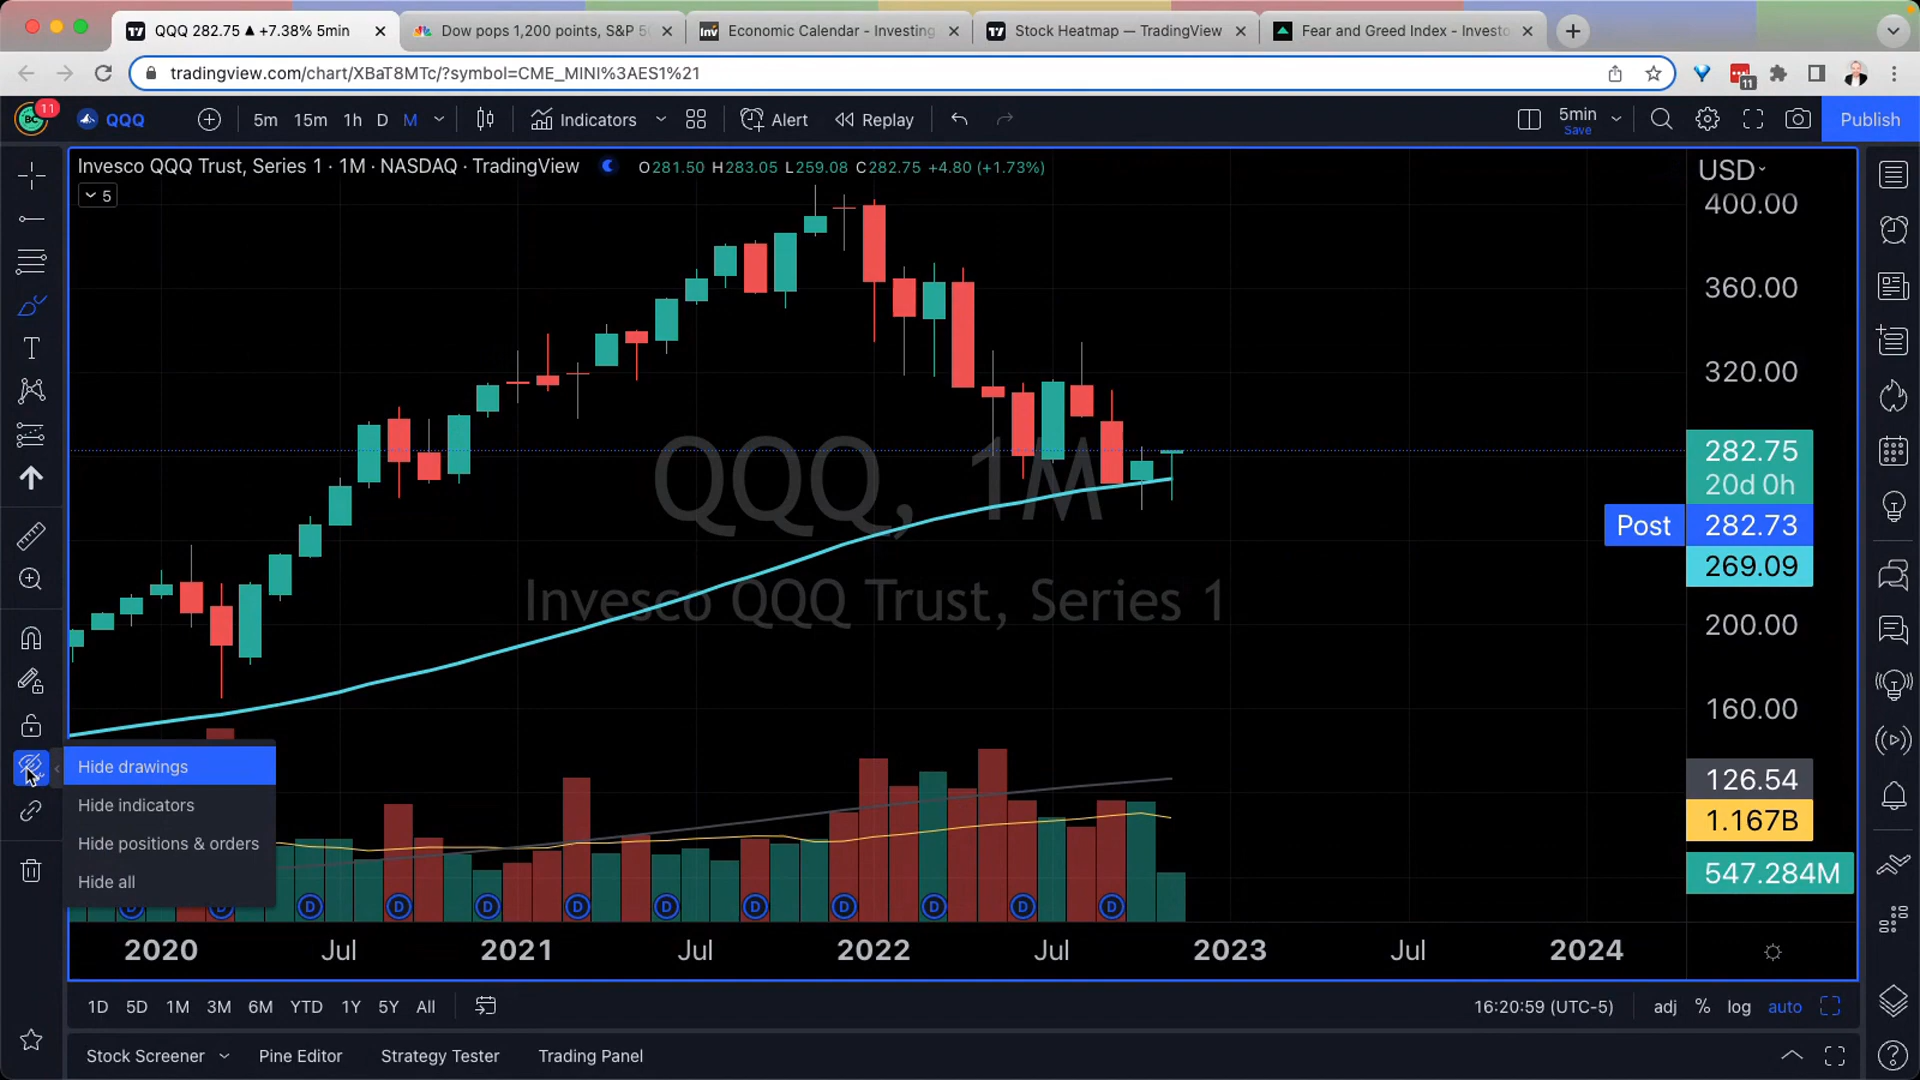 QQQ 282.75 ▲ +7.38% 5min
Dow pops 1,200 points, S&P 5
Inv Economic Calendar - Investing
Stock Heatmap — TradingView
Fear and Greed Index - Investo
tradingview.com/chart/XBaT8MTc/?symbol=CME_MINI%3AES1%21
11
11
BC
QQQ
5m 15m 1h D M
Indicators
Alert
Replay
5min
Save
Publish
Invesco QQQ Trust, Series 1 · 1M · NASDAQ · TradingView
O281.50 H283.05 L259.08 C282.75 +4.80 (+1.73%)
5
USD
400.00
360.00
320.00
282.75
20d 0h
Post 282.73
269.09
200.00
160.00
126.54
1.167B
547.284M
QQQ, 1M
Invesco QQQ Trust, Series 1
T
Hide drawings
Hide indicators
Hide positions & orders
Hide all
D D D D D D D D D D D D
2020 Jul 2021 Jul 2022 Jul 2023 Jul 2024
1D 5D 1M 3M 6M YTD 1Y 5Y All
16:20:59 (UTC-5) adj % log auto
Stock Screener Pine Editor Strategy Tester Trading Panel